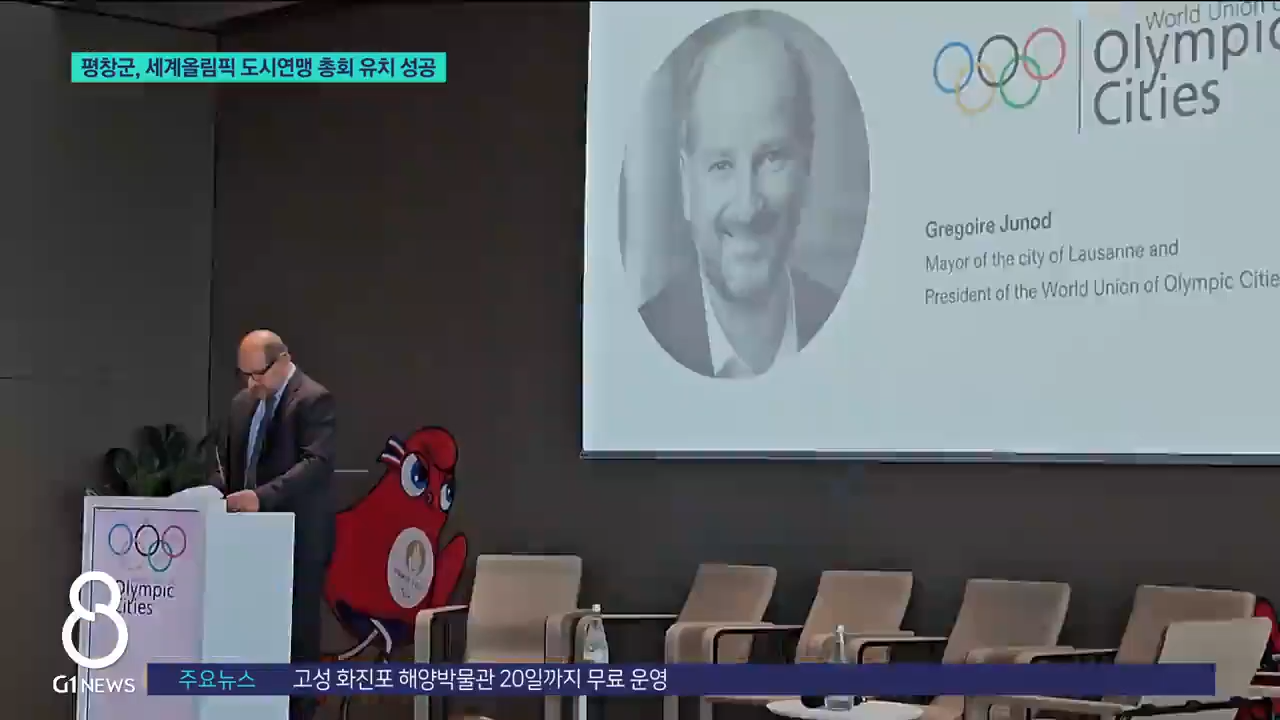 평창군, 세계올림픽 도시연맹 총회 유치 성공
World Union
Olympic
Cities
Gregoire Junod
Mayor of the city of Lausanne and
President of the World Union of Olympic Citie
Olympic
Cities
8
G1 NEWS
주요뉴스 고성 화진포 해양박물관 20일까지 무료 운영